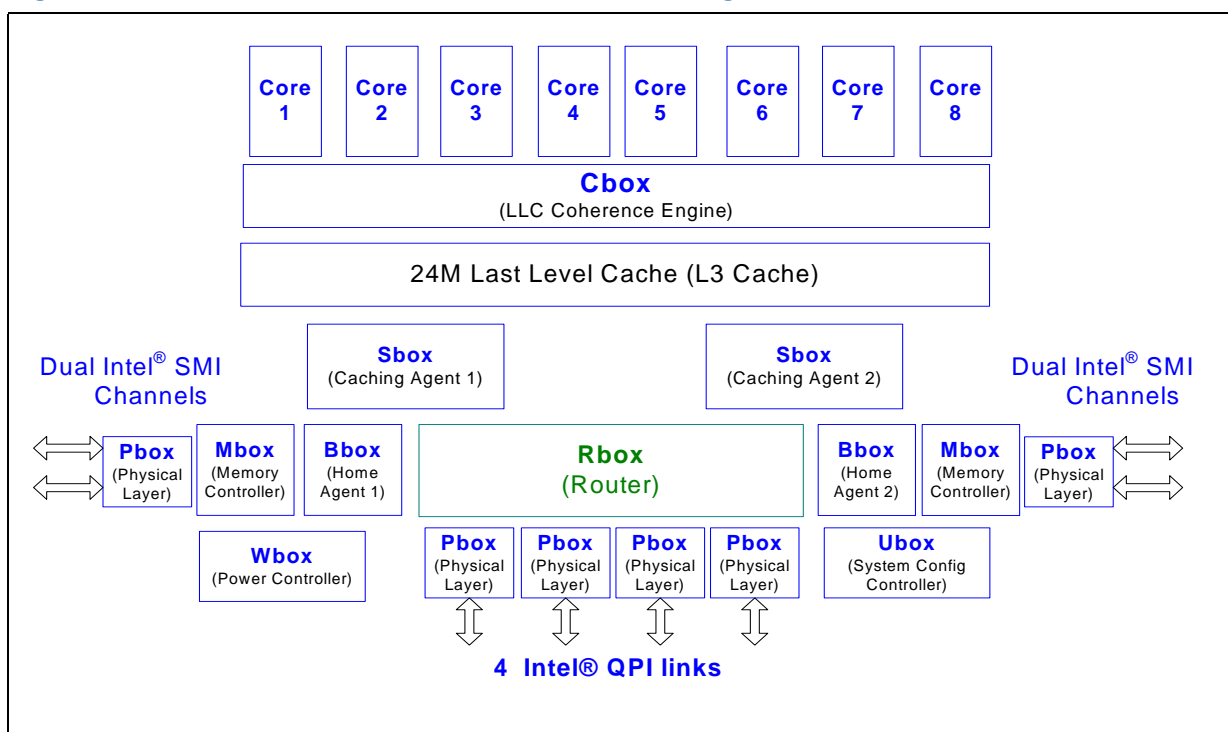 Core 1
Core 2
Core 3
Core 4
Core 5
Core 6
Core 7
Core 8
Cbox
(LLC Coherence Engine)
24M Last Level Cache (L3 Cache)
Sbox
(Caching Agent 1)
Sbox
(Caching Agent 2)
Dual Intel® SMI
Channels
Dual Intel® SMI
Channels
Pbox
(Physical
Layer)
Mbox
(Memory
Controller)
Bbox
(Home
Agent 1)
Rbox
(Router)
Bbox
(Home
Agent 2)
Mbox
(Memory
Controller)
Pbox
(Physical
Layer)
Wbox
(Power Controller)
Pbox
(Physical
Layer)
Pbox
(Physical
Layer)
Pbox
(Physical
Layer)
Pbox
(Physical
Layer)
Ubox
(System Config
Controller)
4 Intel® QPI links